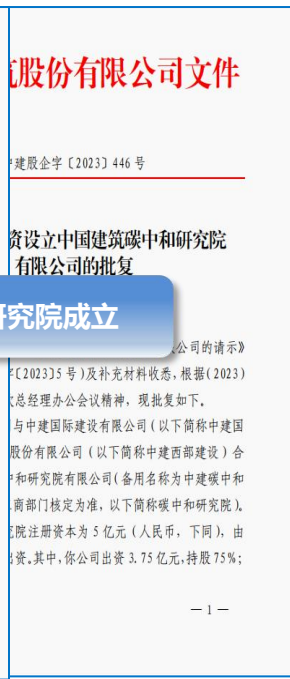 股份有限公司文件
建股企字〔2023〕446号
资设立中国建筑碳中和研究院
有限公司的批复
研究院成立
公司的请示》
〔2023〕5号)及补充材料收悉,根据(2023)
次总经理办公会议精神,现批复如下。
与中建国际建设有限公司(以下简称中建国
股份有限公司(以下简称中建西部建设)合
中和研究院有限公司(备用名称为中建碳中和
商部门核定为准,以下简称碳中和研究院)。
究院注册资本为5亿元(人民币,下同),由
出资。其中,你公司出资3.75亿元,持股75%;
—1—